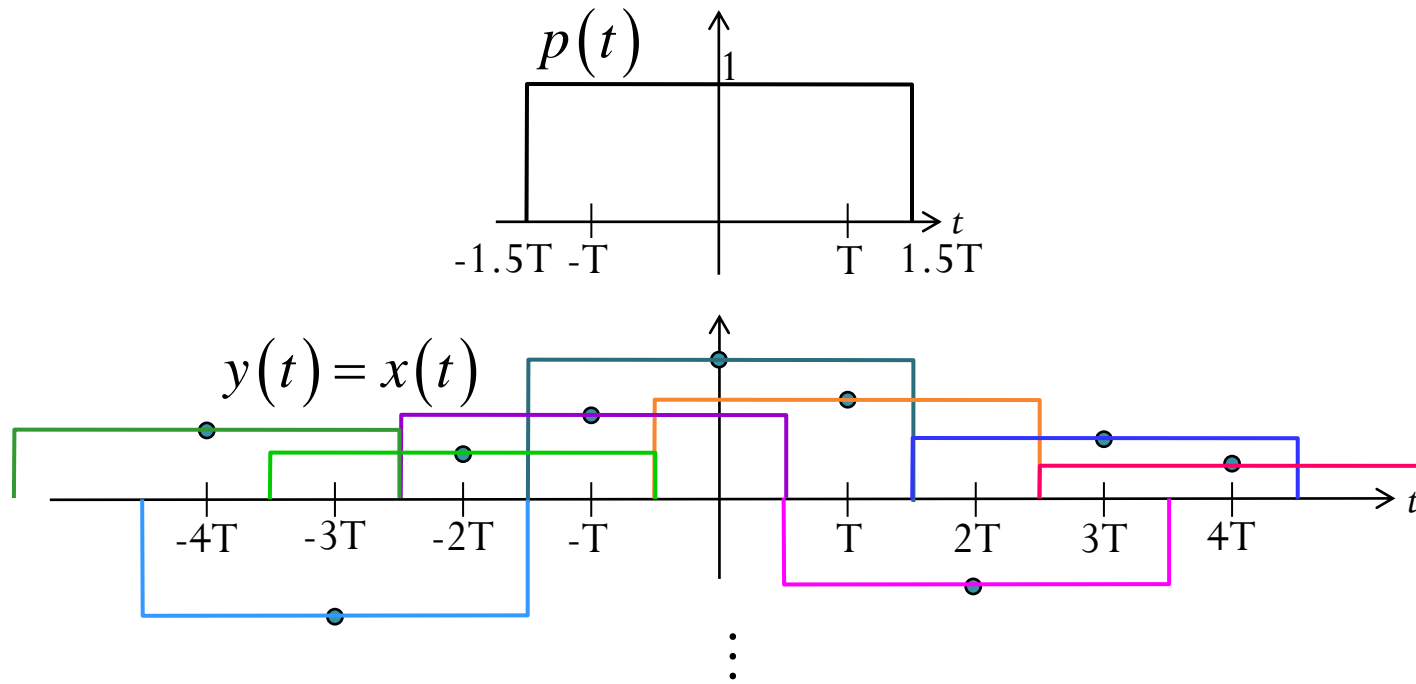 p(t)
1
t
-1.5T -T T 1.5T
y(t) = x(t)
t
-4T -3T -2T -T T 2T 3T 4T
⋮